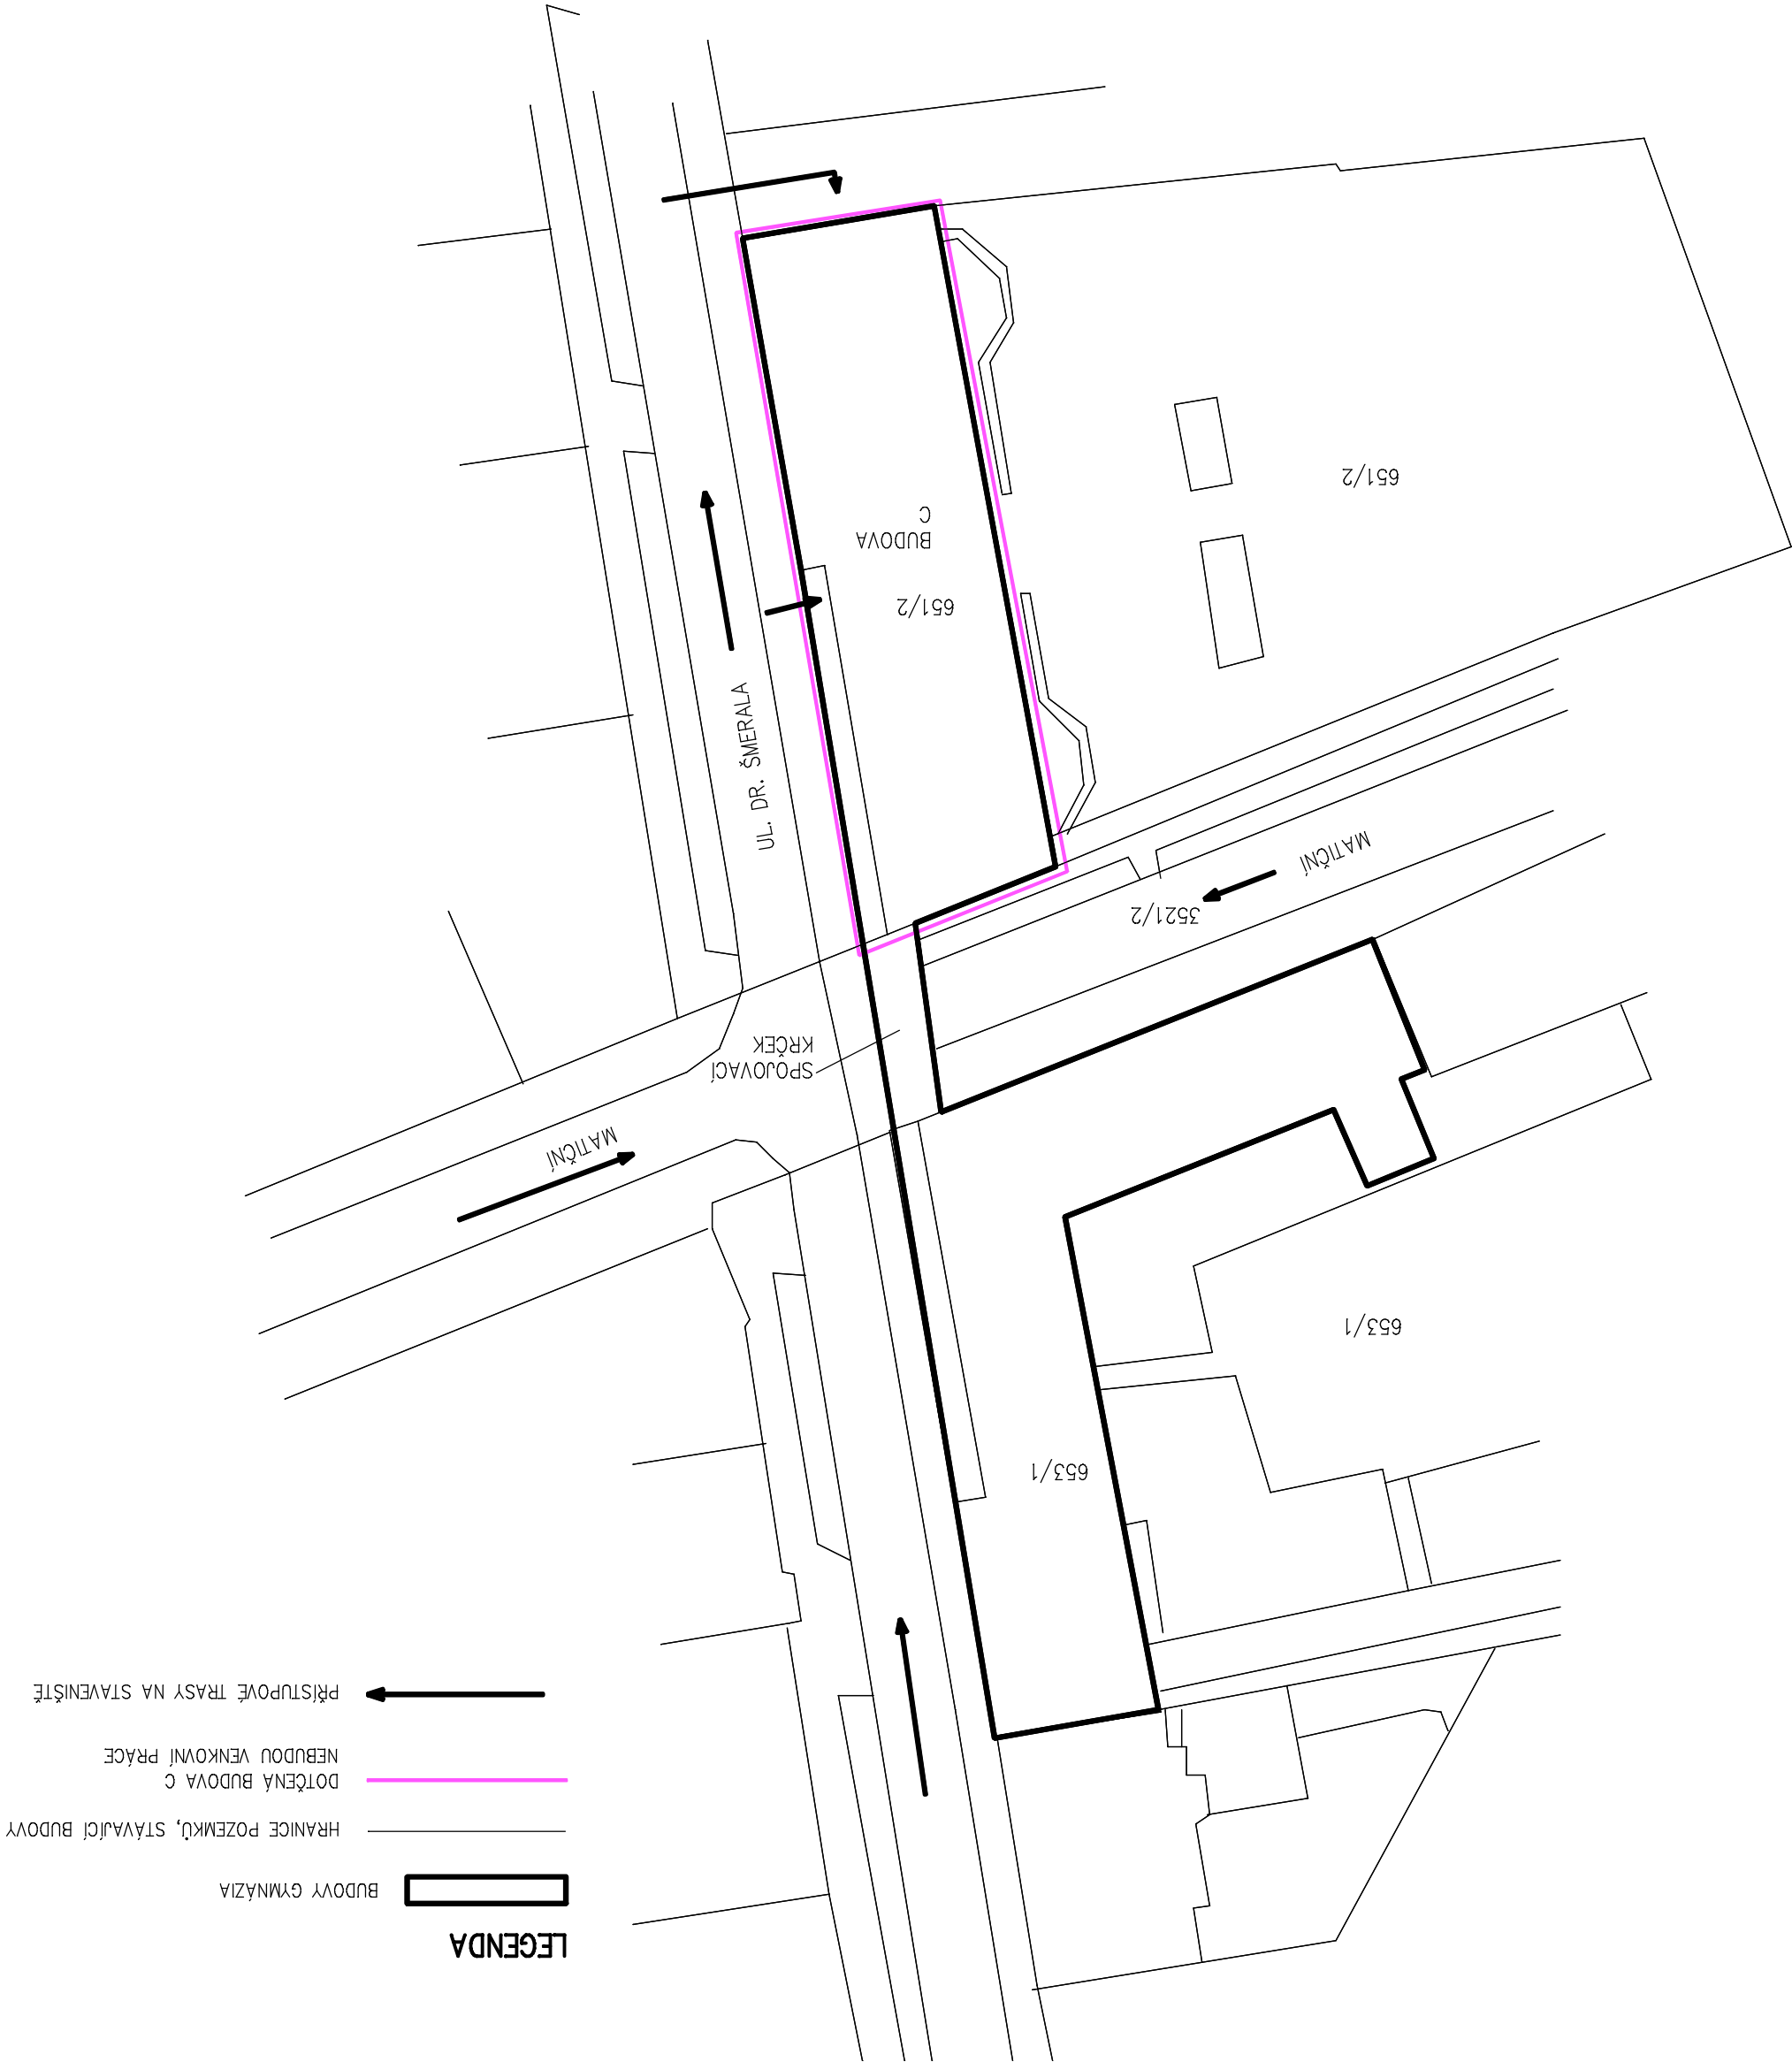 LEGENDA
BUDOVY GYMNÁZIA
HRANICE POZEMKŮ, STÁVAJÍCÍ BUDOVY
DOTČENÁ BUDOVA C
NEBUDOU VENKOVNÍ PRÁCE
PŘÍSTUPOVÉ TRASY NA STAVENIŠTĚ
653/1
653/1
MATIČNÍ
SPOJOVACÍ
KRČEK
3521/2
MATIČNÍ
UL. DR. ŠMERALA
651/2
BUDOVA
C
651/2